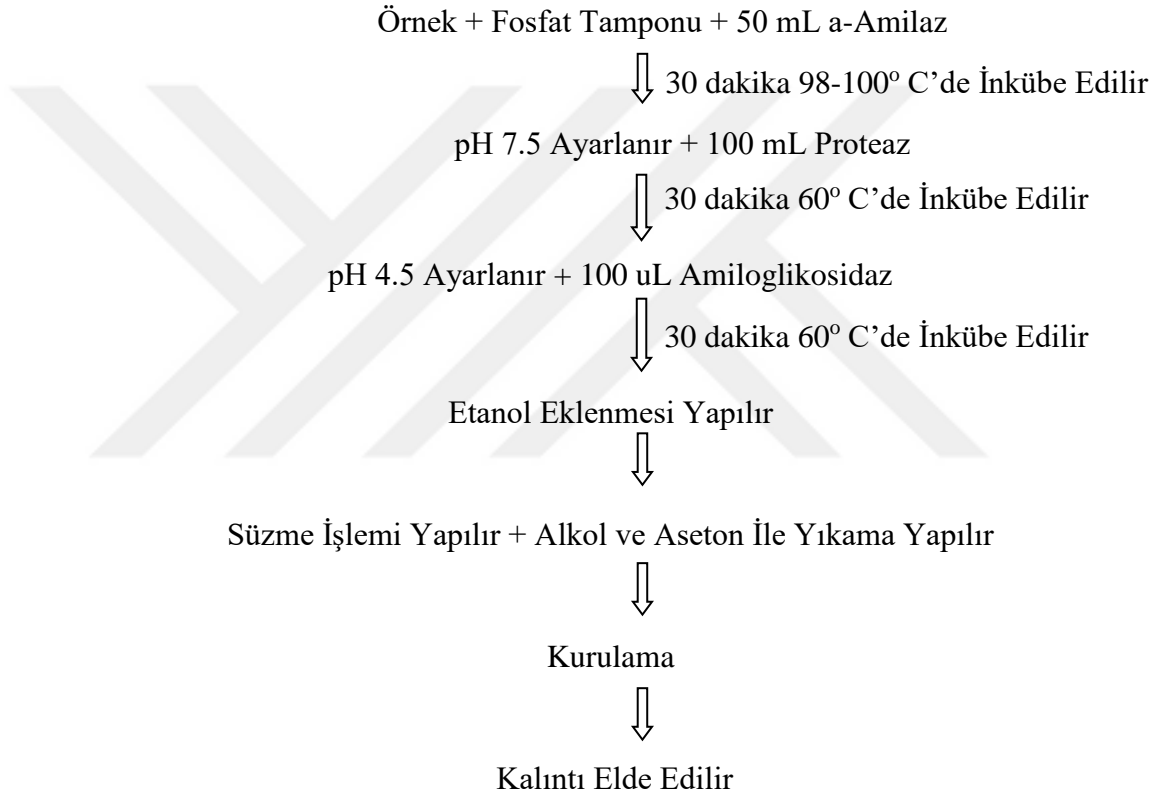 Örnek + Fosfat Tamponu + 50 mL a-Amilaz
30 dakika 98-100º C’de İnkübe Edilir
pH 7.5 Ayarlanır + 100 mL Proteaz
30 dakika 60º C’de İnkübe Edilir
pH 4.5 Ayarlanır + 100 uL Amiloglikosidaz
30 dakika 60º C’de İnkübe Edilir
Etanol Eklenmesi Yapılır
Süzme İşlemi Yapılır + Alkol ve Aseton İle Yıkama Yapılır
Kurulama
Kalıntı Elde Edilir